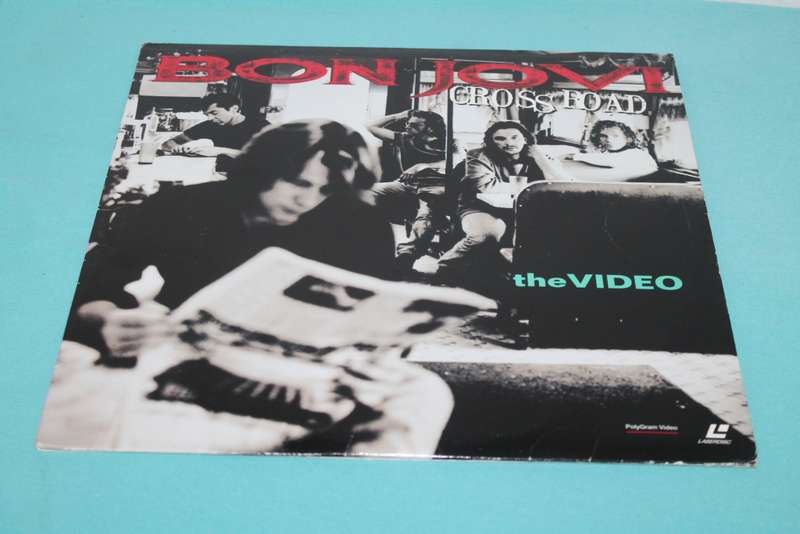 BON JOVI
CROSS ROAD
theVIDEO
PolyGram Video
LASERDISC